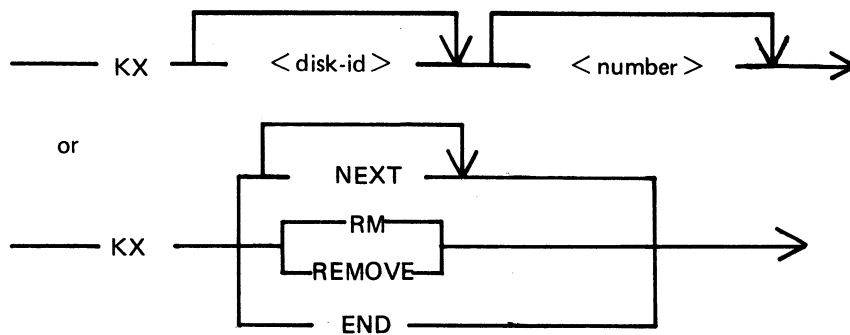 KX <disk-id> <number>
or
NEXT
KX RM
REMOVE
END